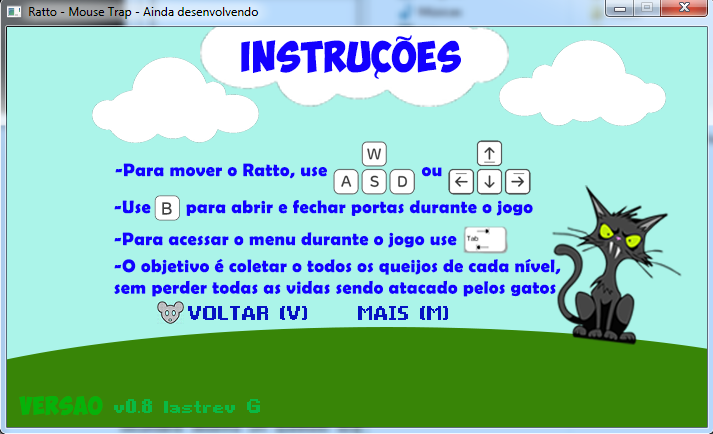 Ratto - Mouse Trap - Ainda desenvolvendo
INSTRUÇÕES
-Para mover o Ratto, use W A S D ou ↑ ← ↓ →
-Use B para abrir e fechar portas durante o jogo
-Para acessar o menu durante o jogo use Tab
-O objetivo é coletar o todos os queijos de cada nível,
sem perder todas as vidas sendo atacado pelos gatos
VOLTAR (V) MAIS (M)
VERSAO v0.8 lastrev G